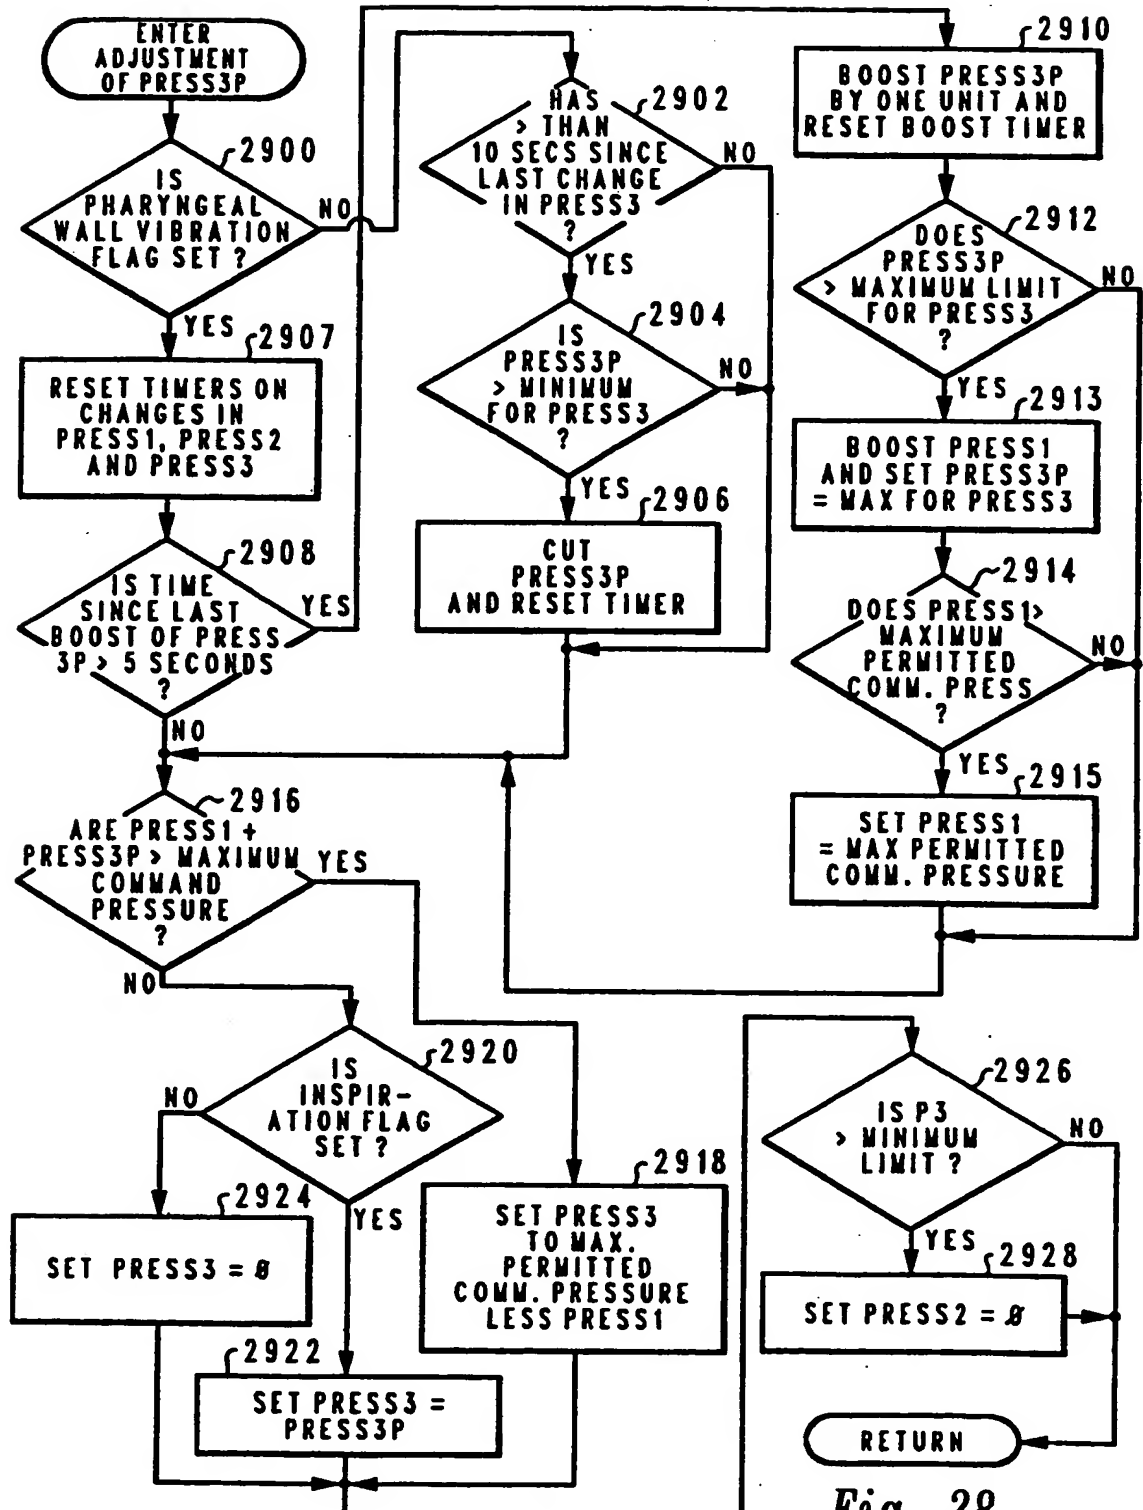 ENTER
ADJUSTMENT
OF PRESS3P
2900
IS
PHARYNGEAL
WALL VIBRATION
FLAG SET ?
NO
YES
2907
RESET TIMERS ON
CHANGES IN
PRESS1, PRESS2
AND PRESS3
2908
IS TIME
SINCE LAST
BOOST OF PRESS
3P > 5 SECONDS
?
YES
NO
2902
HAS
> THAN
10 SECS SINCE
LAST CHANGE
IN PRESS3
?
NO
YES
2904
IS
PRESS3P
> MINIMUM
FOR PRESS3
?
NO
YES
2906
CUT
PRESS3P
AND RESET TIMER
2910
BOOST PRESS3P
BY ONE UNIT AND
RESET BOOST TIMER
2912
DOES
PRESS3P
> MAXIMUM LIMIT
FOR PRESS3
?
NO
YES
2913
BOOST PRESS1
AND SET PRESS3P
= MAX FOR PRESS3
2914
DOES PRESS1>
MAXIMUM
PERMITTED
COMM. PRESS
?
NO
YES
2915
SET PRESS1
= MAX PERMITTED
COMM. PRESSURE
2916
ARE PRESS1 +
PRESS3P > MAXIMUM
COMMAND
PRESSURE
?
YES
NO
2920
IS
INSPIR-
ATION FLAG
SET ?
NO
YES
2924
SET PRESS3 = 0
2922
SET PRESS3 =
PRESS3P
2918
SET PRESS3
TO MAX.
PERMITTED
COMM. PRESSURE
LESS PRESS1
2926
IS P3
> MINIMUM
LIMIT ?
NO
YES
2928
SET PRESS2 = 0
RETURN
Fig. 29